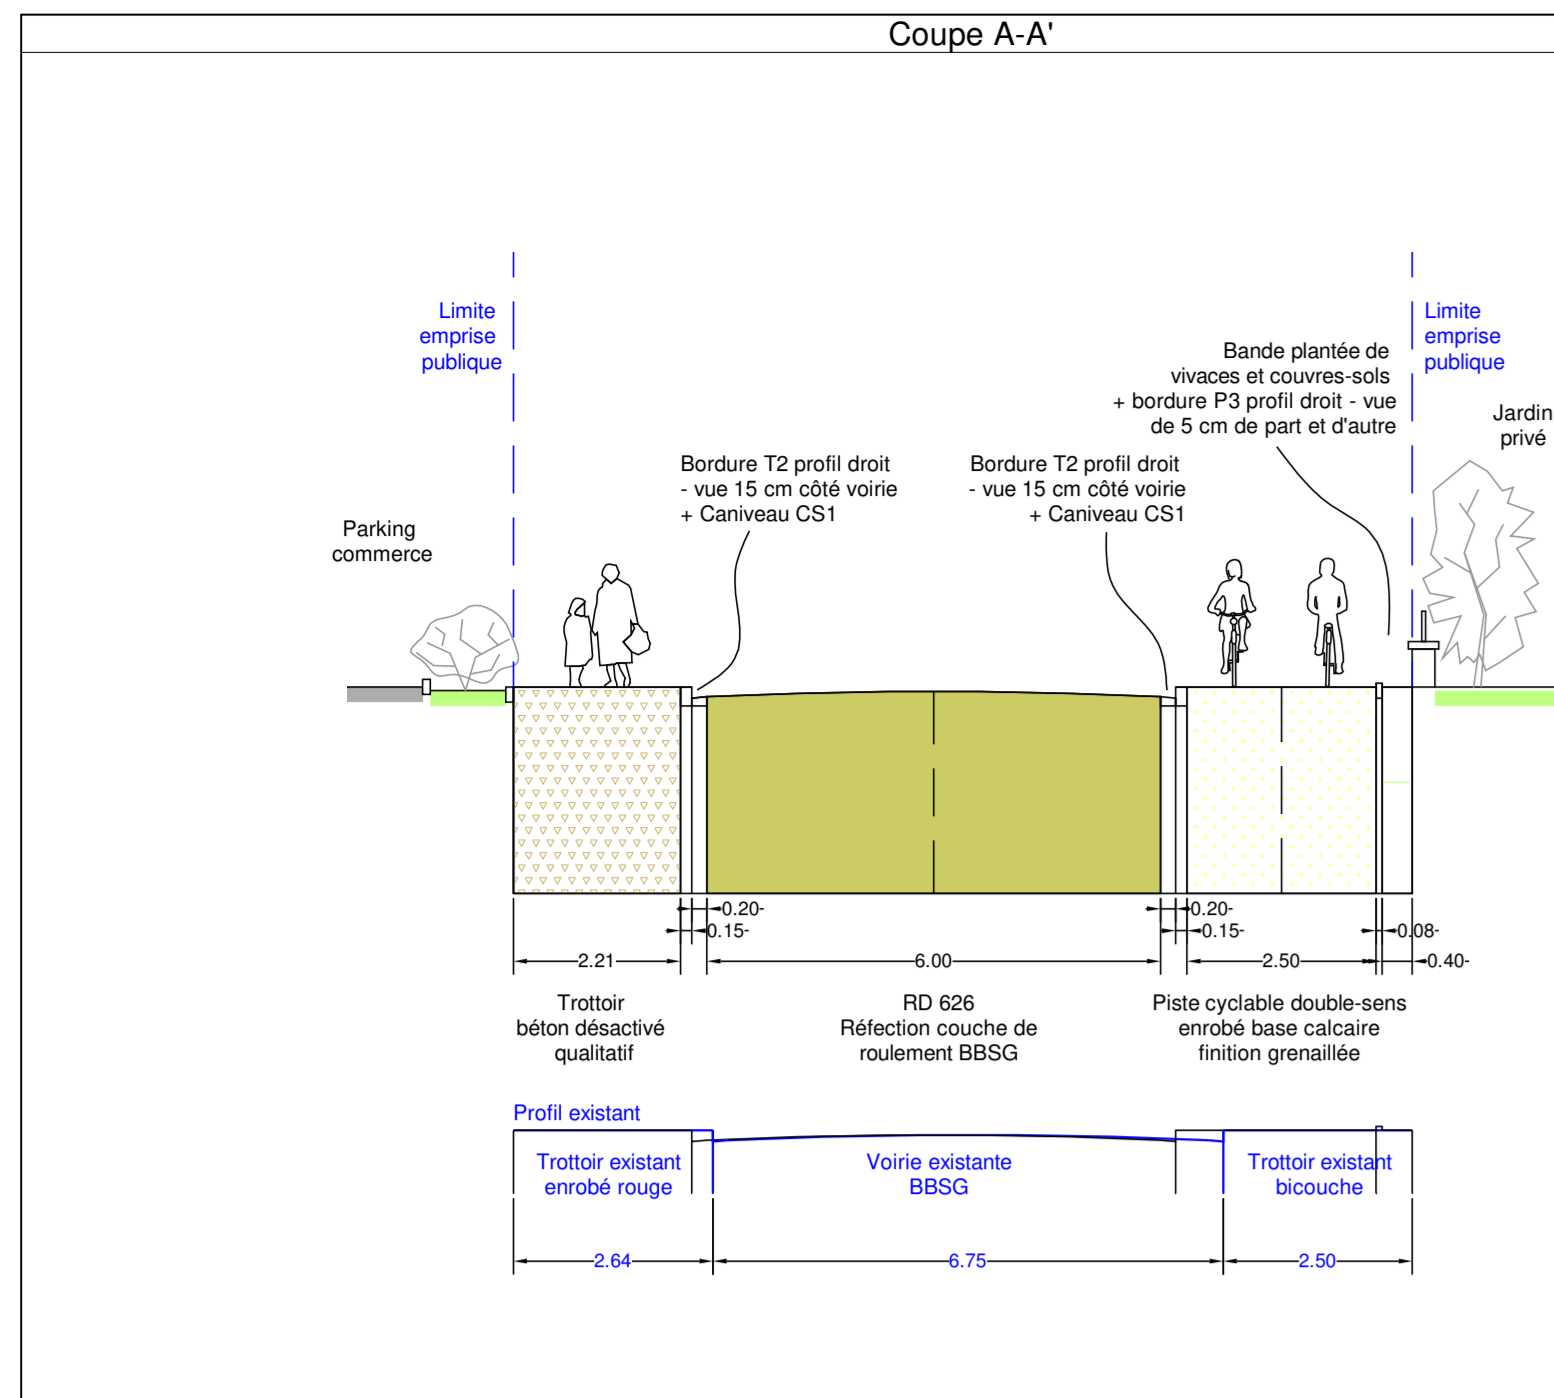 Coupe A-A'
Limite
emprise
publique
Limite
emprise
publique
Bande plantée de
vivaces et couvres-sols
+ bordure P3 profil droit - vue
de 5 cm de part et d'autre
Jardin
privé
Bordure T2 profil droit
- vue 15 cm côté voirie
+ Caniveau CS1
Bordure T2 profil droit
- vue 15 cm côté voirie
+ Caniveau CS1
Parking
commerce
0.20
0.20
0.15
0.15
0.08
2.21
6.00
2.50
0.40
Trottoir
béton désactivé
qualitatif
RD 626
Réfection couche de
roulement BBSG
Piste cyclable double-sens
enrobé base calcaire
finition grenaillée
Profil existant
Trottoir existant
enrobé rouge
Voirie existante
BBSG
Trottoir existant
bicouche
2.64
6.75
2.50